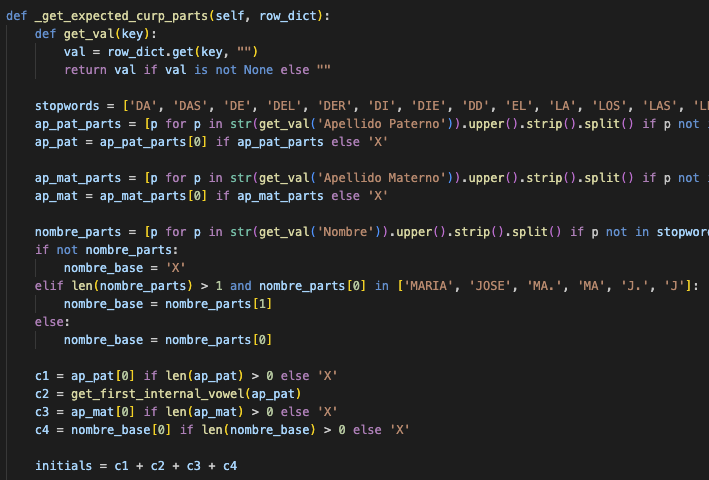 def _get_expected_curp_parts(self, row_dict):
def get_val(key):
val = row_dict.get(key, "")
return val if val is not None else ""
stopwords = ['DA', 'DAS', 'DE', 'DEL', 'DER', 'DI', 'DIE', 'DD', 'EL', 'LA', 'LOS', 'LAS',
ap_pat_parts = [p for p in str(get_val('Apellido Paterno')).upper().strip().split() if p not
ap_pat = ap_pat_parts[0] if ap_pat_parts else 'X'
ap_mat_parts = [p for p in str(get_val('Apellido Materno')).upper().strip().split() if p not
ap_mat = ap_mat_parts[0] if ap_mat_parts else 'X'
nombre_parts = [p for p in str(get_val('Nombre')).upper().strip().split() if p not in stopwor
if not nombre_parts:
nombre_base = 'X'
elif len(nombre_parts) > 1 and nombre_parts[0] in ['MARIA', 'JOSE', 'MA.', 'MA', 'J.', 'J']:
nombre_base = nombre_parts[1]
else:
nombre_base = nombre_parts[0]
c1 = ap_pat[0] if len(ap_pat) > 0 else 'X'
c2 = get_first_internal_vowel(ap_pat)
c3 = ap_mat[0] if len(ap_mat) > 0 else 'X'
c4 = nombre_base[0] if len(nombre_base) > 0 else 'X'
initials = c1 + c2 + c3 + c4